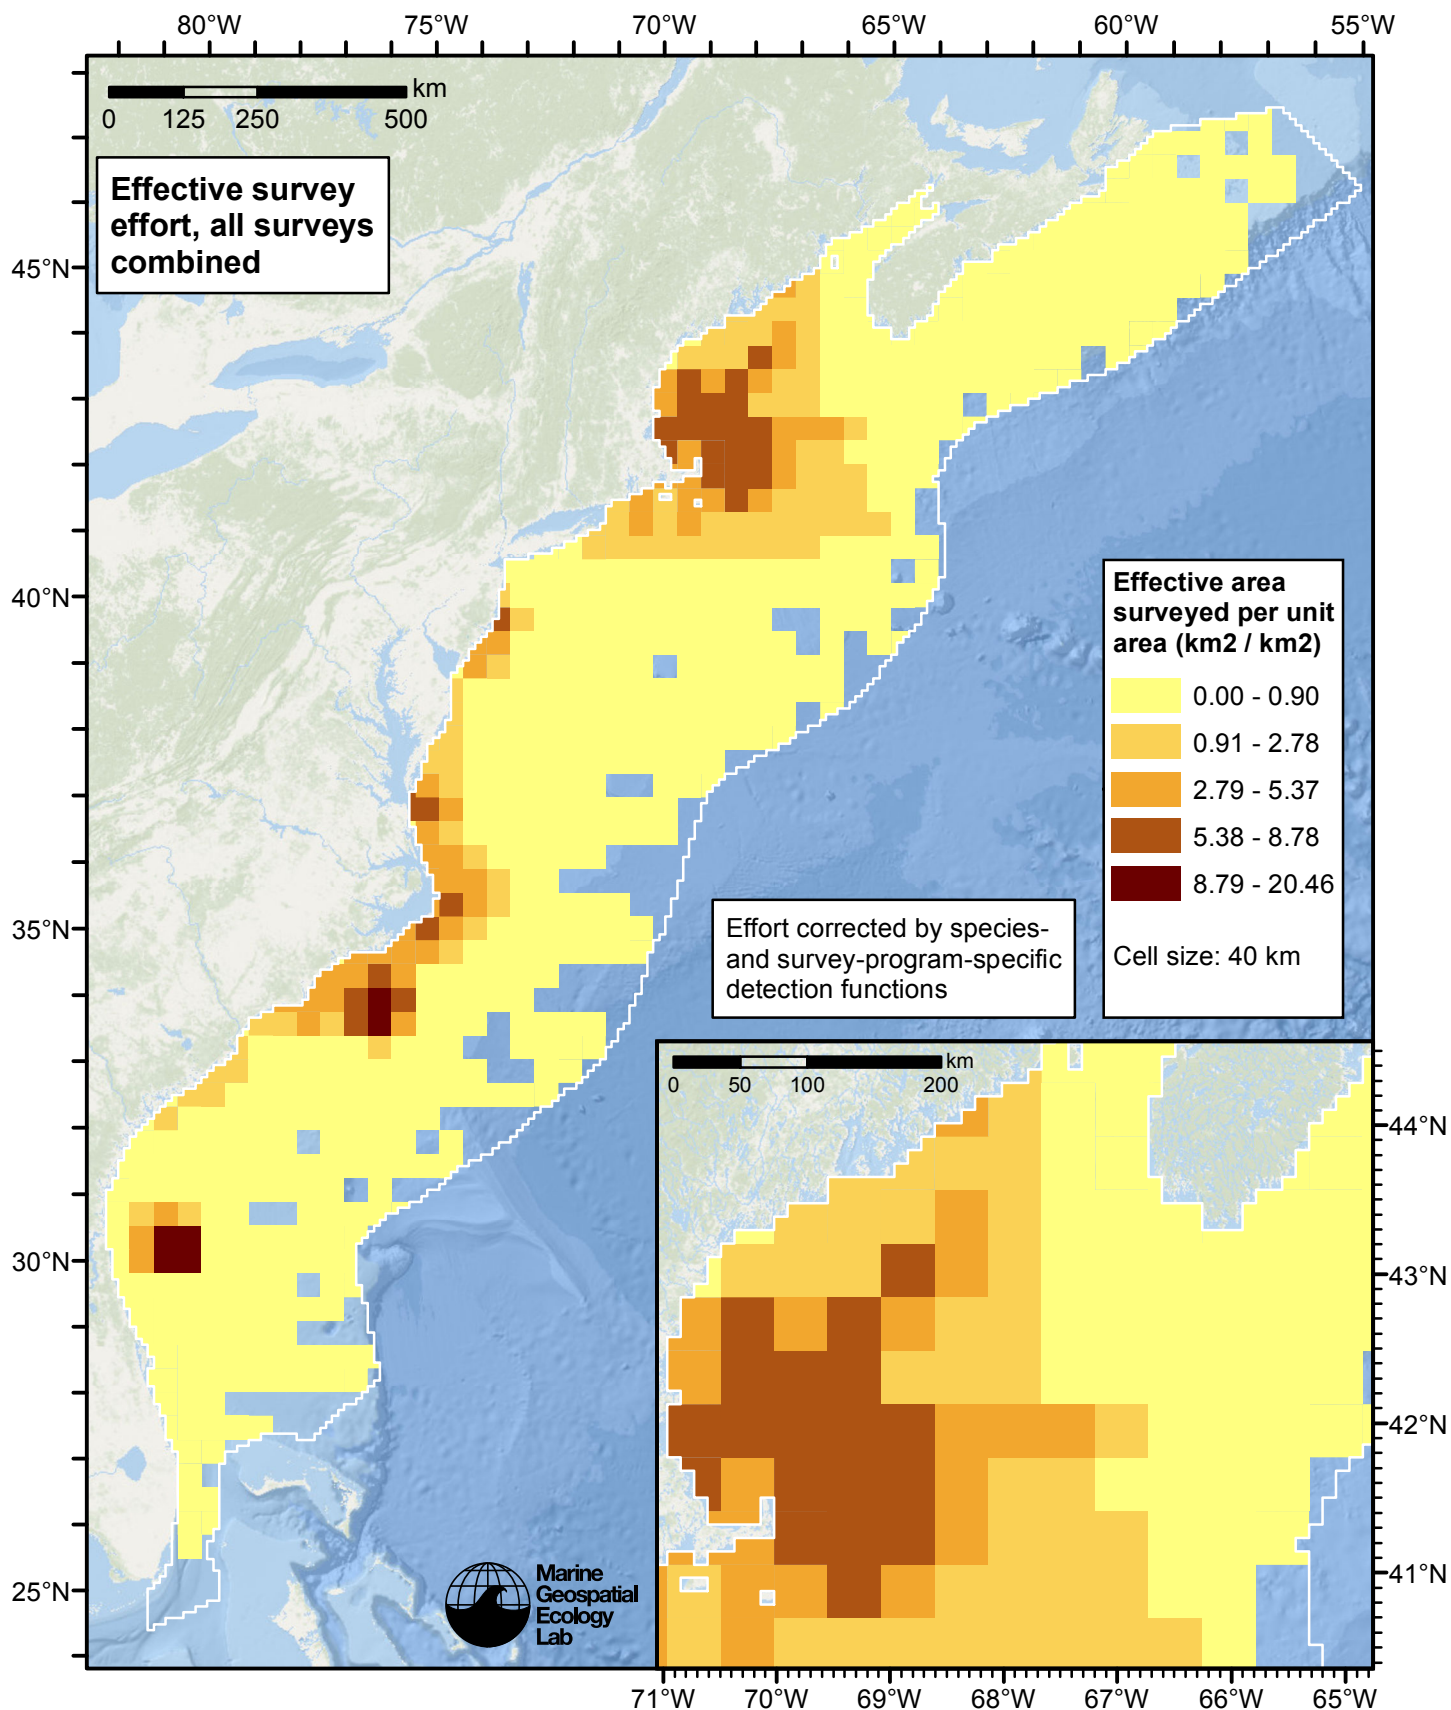 80°W 75°W 70°W 65°W 60°W 55°W
km
0 125 250 500
Effective survey
effort, all surveys
combined
45°N
40°N
35°N
30°N
25°N
Effective area
surveyed per unit
area (km2 / km2)
0.00 - 0.90
0.91 - 2.78
2.79 - 5.37
5.38 - 8.78
8.79 - 20.46
Cell size: 40 km
Effort corrected by species-
and survey-program-specific
detection functions
km
0 50 100 200
44°N
43°N
42°N
41°N
Marine
Geospatial
Ecology
Lab
71°W 70°W 69°W 68°W 67°W 66°W 65°W